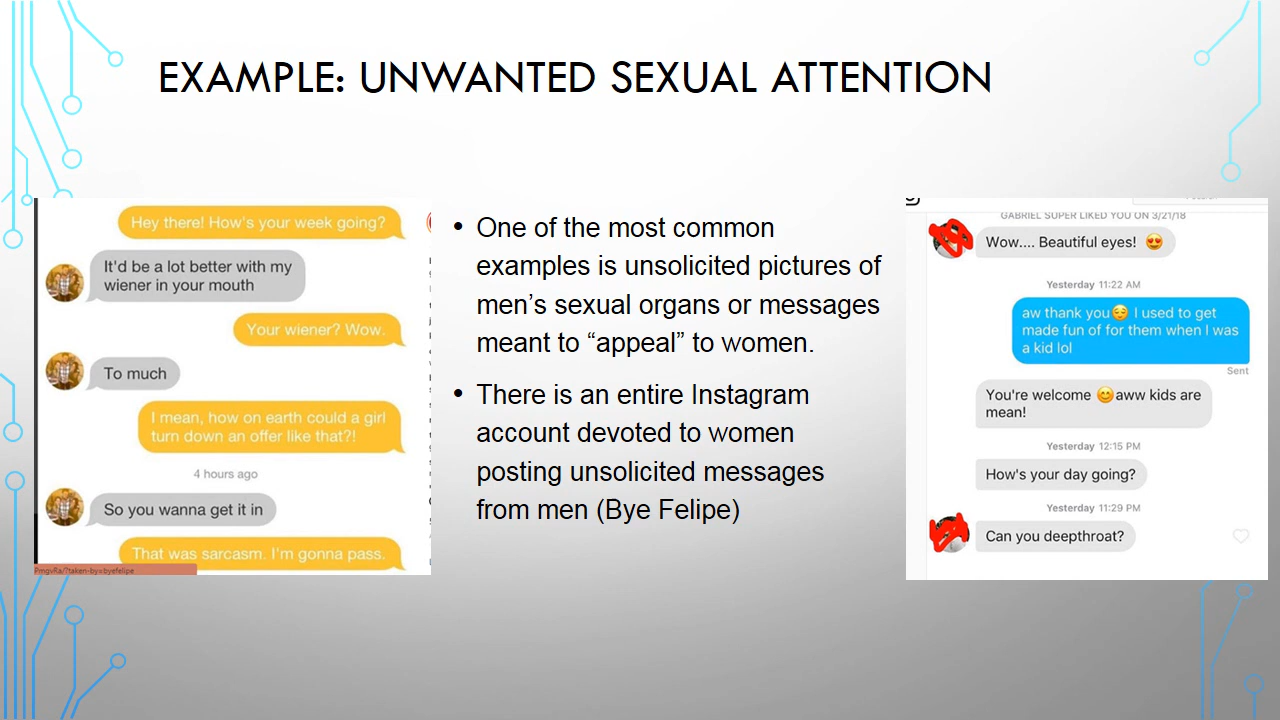 EXAMPLE: UNWANTED SEXUAL ATTENTION
Hey there! How's your week going?
It'd be a lot better with my
wiener in your mouth
Your wiener? Wow.
To much
I mean, how on earth could a girl
turn down an offer like that?!
4 hours ago
So you wanna get it in
That was sarcasm. I'm gonna pass.
PmgvRa/?taken-by=byefelipe
• One of the most common
examples is unsolicited pictures of
men’s sexual organs or messages
meant to “appeal” to women.
• There is an entire Instagram
account devoted to women
posting unsolicited messages
from men (Bye Felipe)
GABRIEL SUPER LIKED YOU ON 3/21/18
Wow.... Beautiful eyes! 😍
Yesterday 11:22 AM
aw thank you😌 I used to get
made fun of for them when I was
a kid lol
Sent
You're welcome 😊aww kids are
mean!
Yesterday 12:15 PM
How's your day going?
Yesterday 11:29 PM
Can you deepthroat?